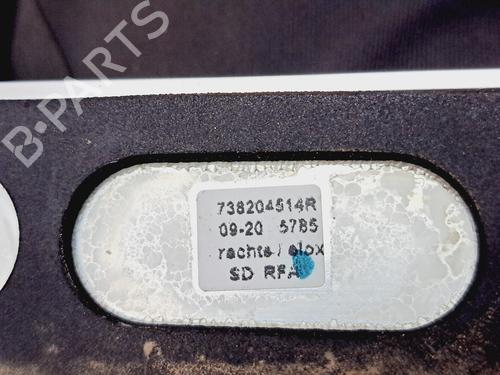 B-PARTS
738204514R
09-20 5785
rechts / elox
SD RFA